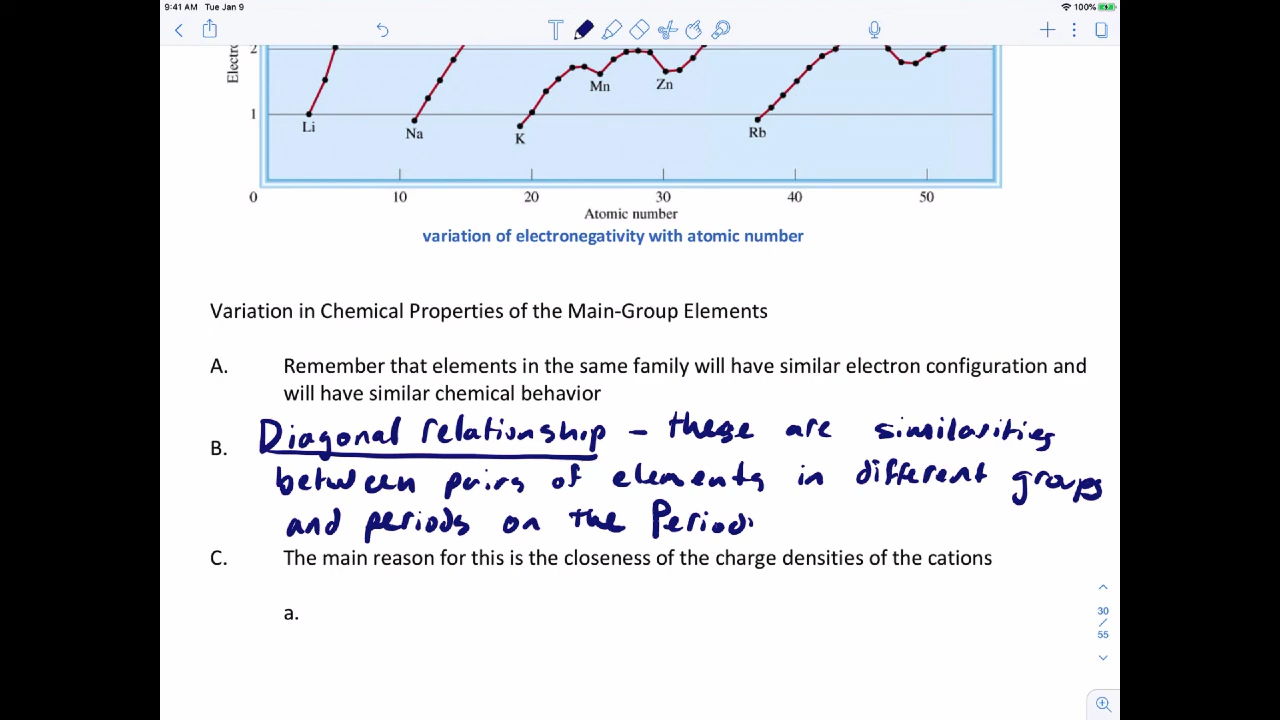 9:41 AM Tue Jan 9
100%
T
Electro
2
1
Li
Na
K
Mn
Zn
Rb
0
10
20
30
40
50
Atomic number
variation of electronegativity with atomic number
Variation in Chemical Properties of the Main-Group Elements
A. Remember that elements in the same family will have similar electron configuration and
will have similar chemical behavior
B. Diagonal relationship - these are similarities
between pairs of elements in different groups
and periods on the Periodi
C. The main reason for this is the closeness of the charge densities of the cations
a.
30
/
55